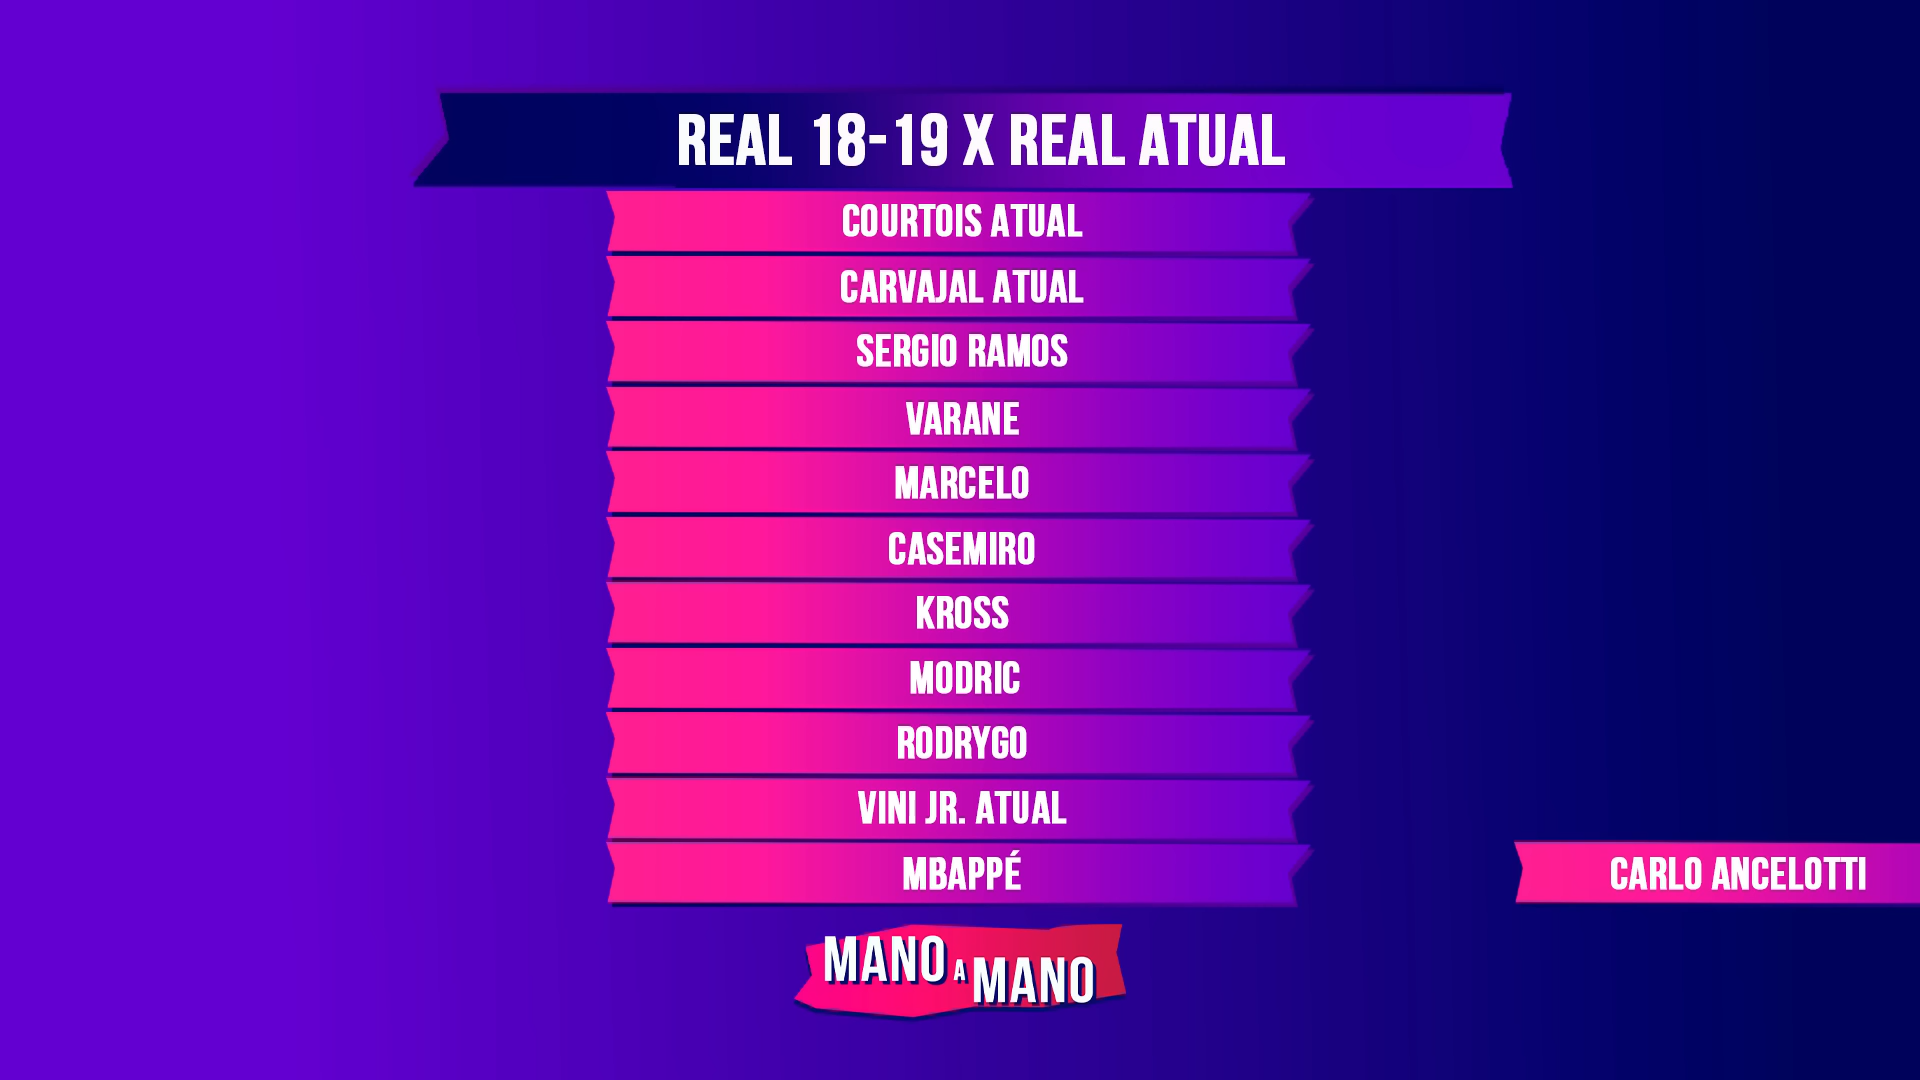 REAL 18-19 X REAL ATUAL
COURTOIS ATUAL
CARVAJAL ATUAL
SERGIO RAMOS
VARANE
MARCELO
CASEMIRO
KROSS
MODRIC
RODRYGO
VINI JR. ATUAL
MBAPPÉ
CARLO ANCELOTTI
MANO A MANO